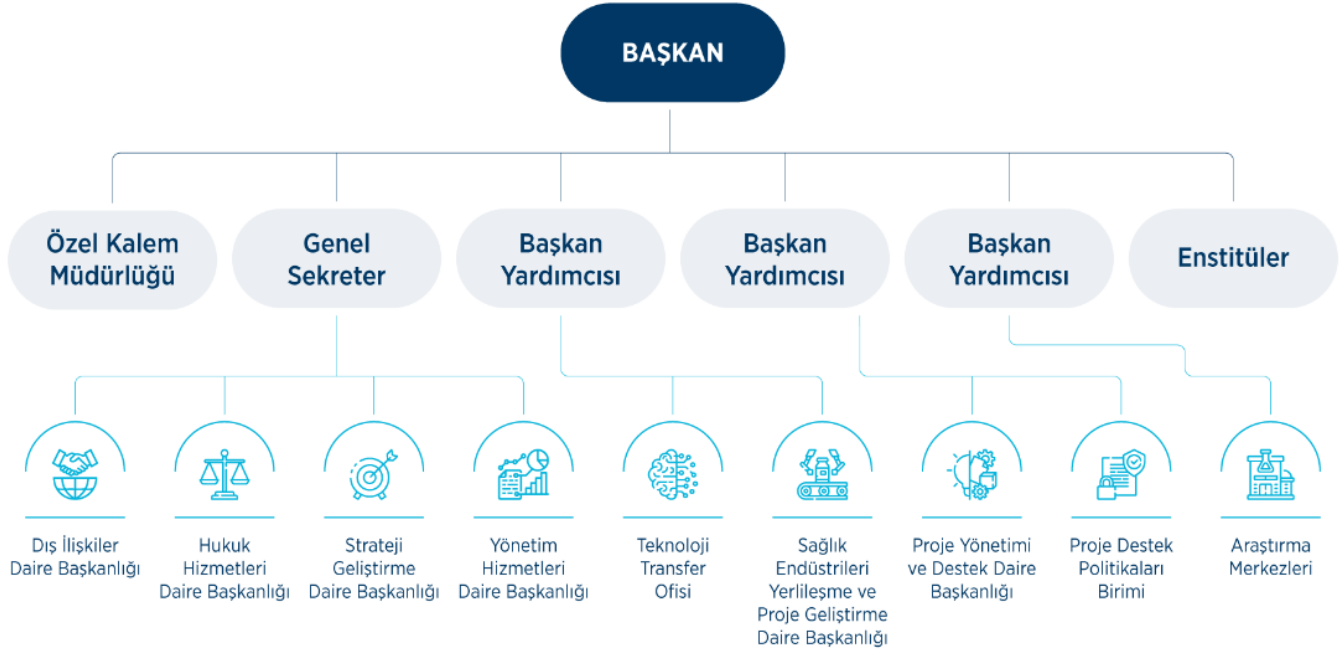 BAŞKAN
Özel Kalem
Müdürlüğü
Genel
Sekreter
Başkan
Yardımcısı
Başkan
Yardımcısı
Başkan
Yardımcısı
Enstitüler
Dış İlişkiler
Daire Başkanlığı
Hukuk
Hizmetleri
Daire Başkanlığı
Strateji
Geliştirme
Daire Başkanlığı
Yönetim
Hizmetleri
Daire Başkanlığı
Teknoloji
Transfer
Ofisi
Sağlık
Endüstrileri
Yerlileşme ve
Proje Geliştirme
Daire Başkanlığı
Proje Yönetimi
ve Destek Daire
Başkanlığı
Proje Destek
Politikaları
Birimi
Araştırma
Merkezleri